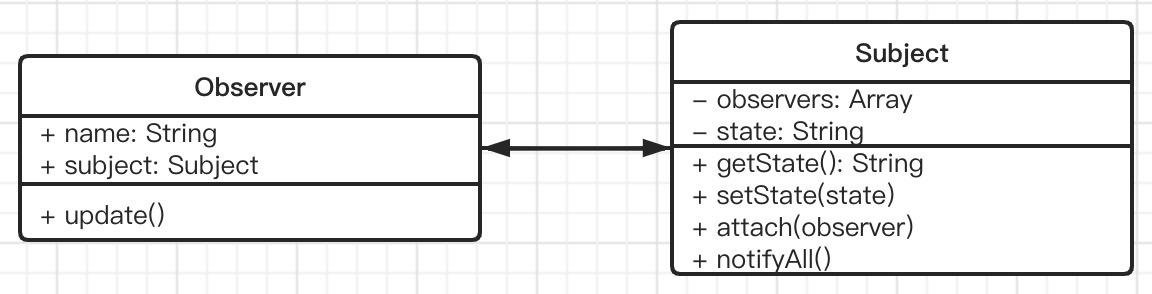 Observer
+ name: String
+ subject: Subject
+ update()
Subject
− observers: Array
− state: String
+ getState(): String
+ setState(state)
+ attach(observer)
+ notifyAll()